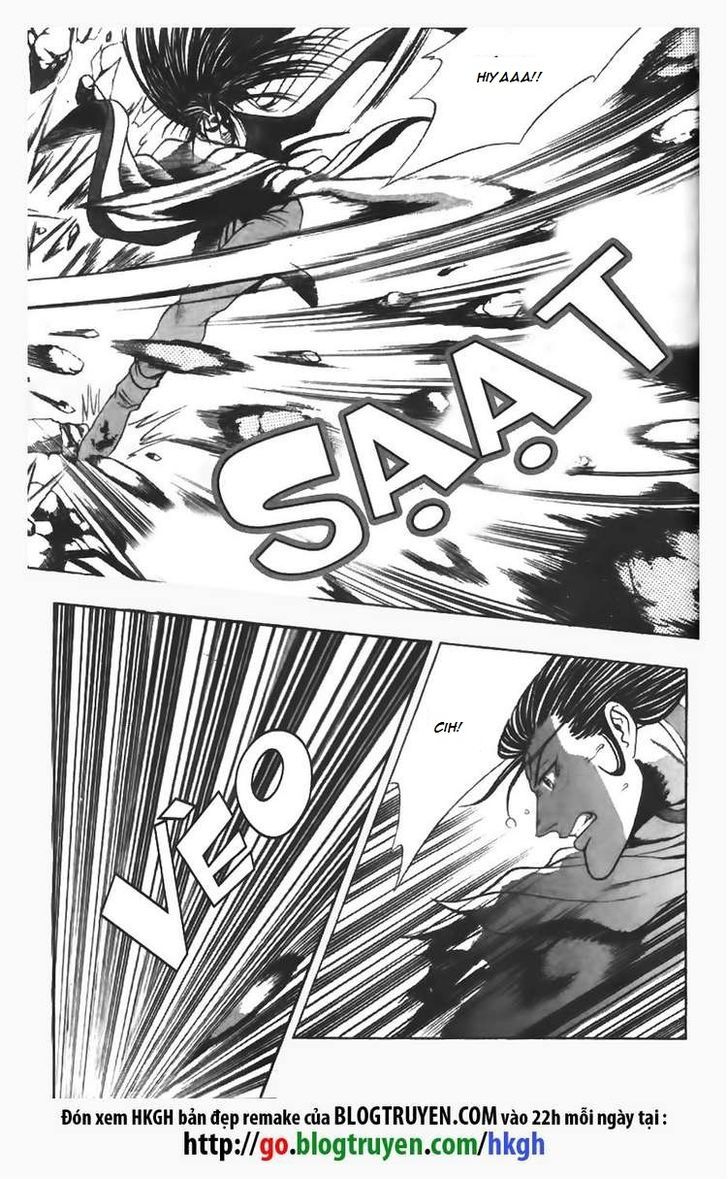 HIYAAA!!
SẠẠT
CIH!
VÈO
Đón xem HKGH bản đẹp remake của BLOGTRUYEN.COM vào 22h mỗi ngày tại :
http://go.blogtruyen.com/hkgh